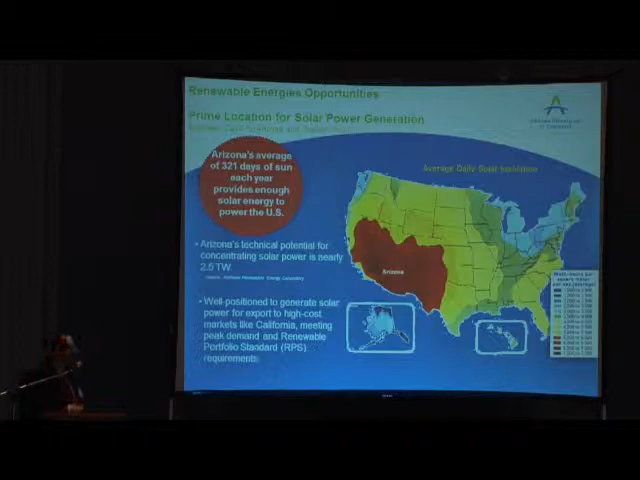 Renewable Energies Opportunities
Prime Location for Solar Power Generation
Arizona's average
of 321 days of sun
each year
provides enough
solar energy to
power the U.S.
Average Daily Solar Insolation
• Arizona's technical potential for
concentrating solar power is nearly
2.5 TW.
Arizona
• Well-positioned to generate solar
power for export to high-cost
markets like California, meeting
peak demand and Renewable
Portfolio Standard (RPS)
requirements